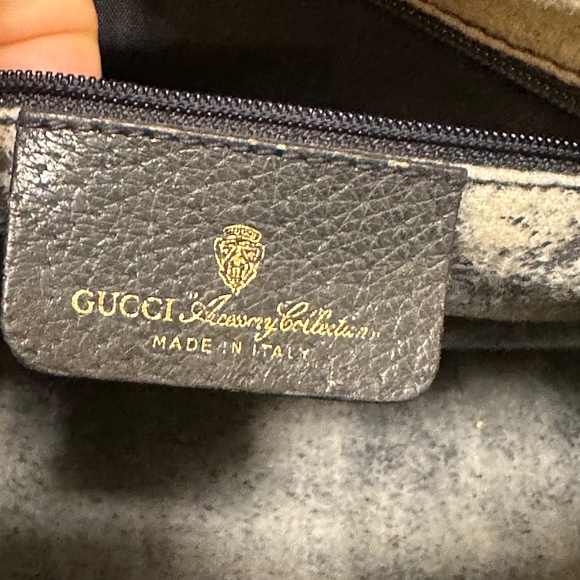 GUCCI "Accessory Collection"
MADE IN ITALY